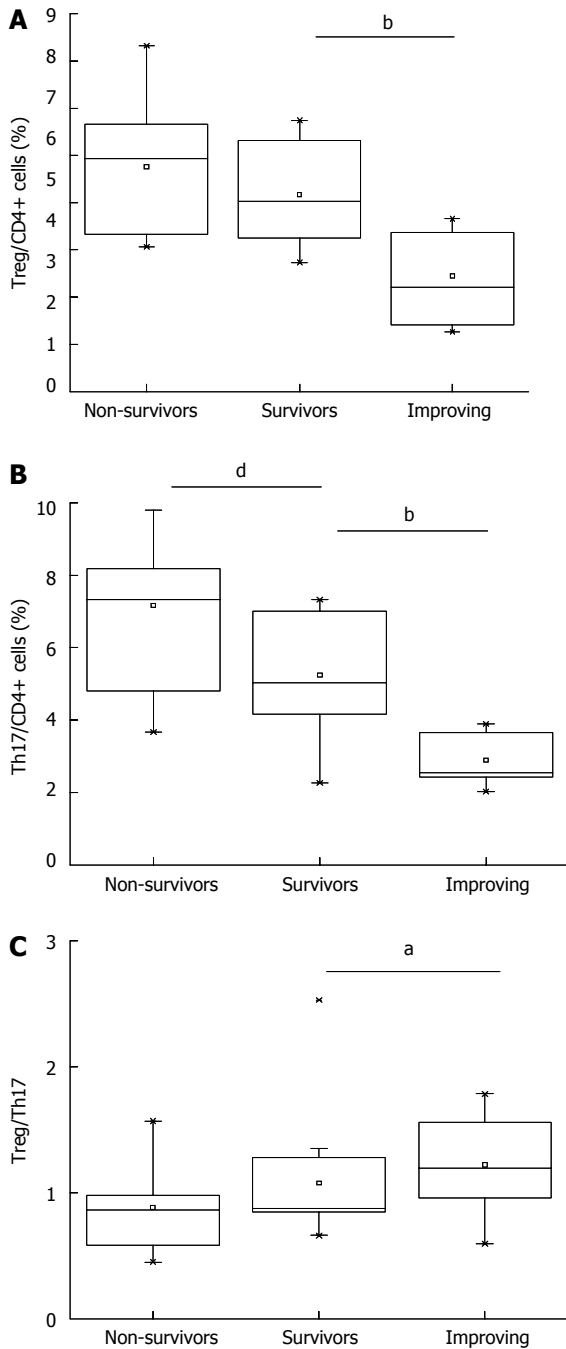 A
b
Treg/CD4+ cells (%)
9
8
7
6
5
4
3
2
1
0
Non-survivors Survivors Improving
B
d
b
Th17/CD4+ cells (%)
10
8
6
4
2
0
Non-survivors Survivors Improving
C
a
Treg/Th17
3
2
1
0
Non-survivors Survivors Improving